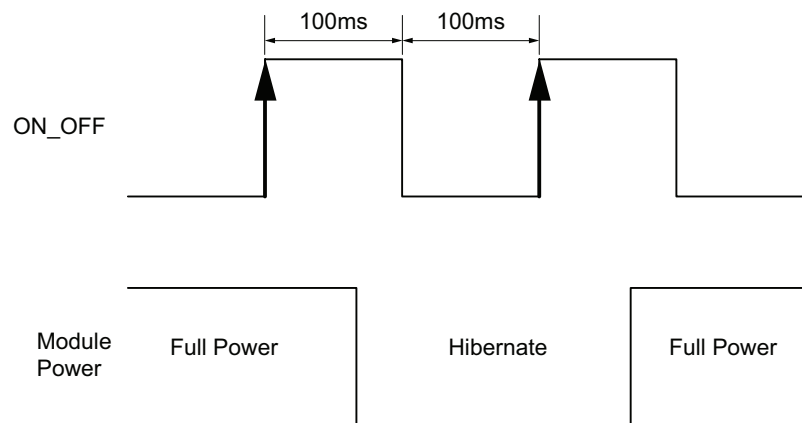 100ms 100ms
ON_OFF
Module
Power
Full Power Hibernate Full Power